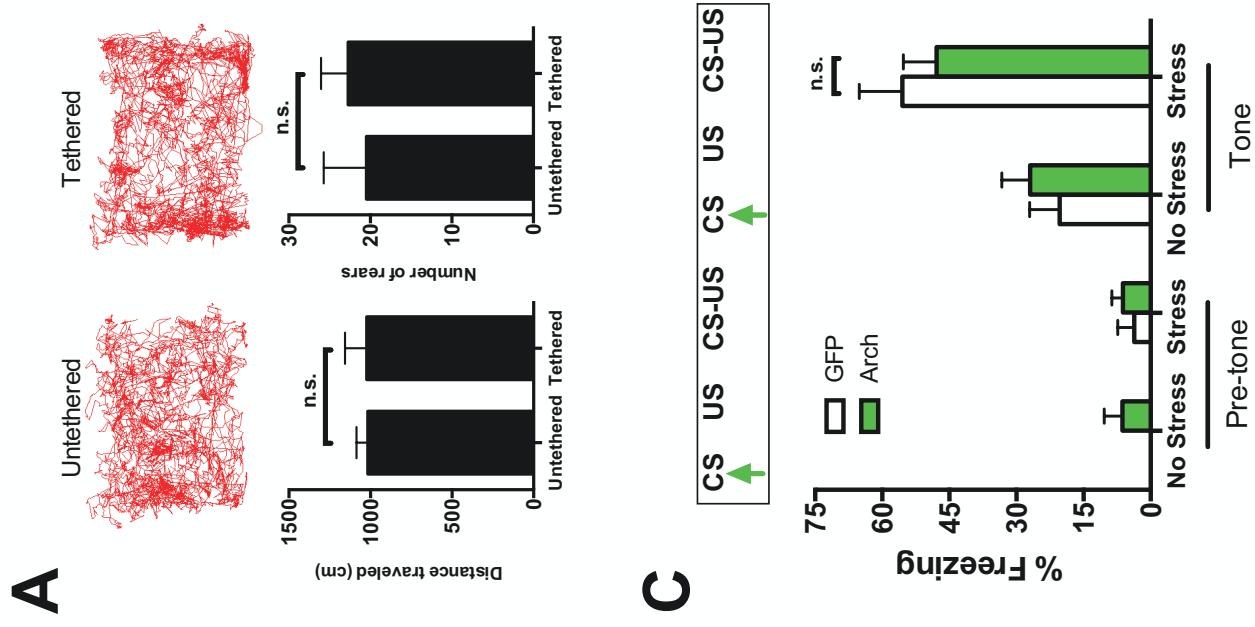 A
Untethered
Tethered
n.s.
1500
1000
500
0
Distance traveled (cm)
Untethered Tethered
n.s.
30
20
10
0
Number of rears
Untethered Tethered
C
CS US CS-US CS US CS-US
GFP
Arch
n.s.
75
60
45
30
15
0
% Freezing
No Stress Stress No Stress Stress
Pre-tone Tone